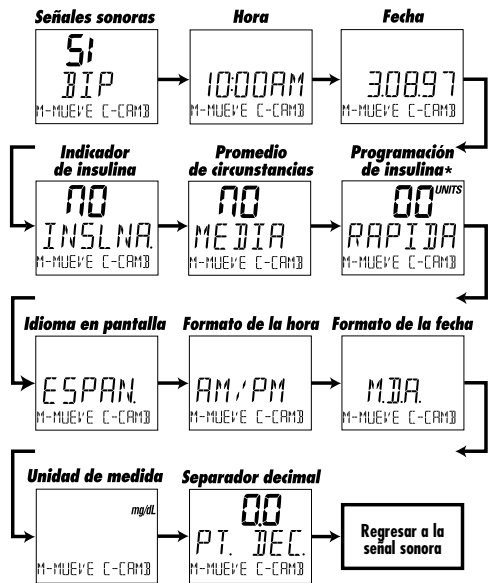 Señales sonoras
SI
BIP
M-MUEVE C-CAMB
Hora
10:00AM
M-MUEVE C-CAMB
Fecha
3.08.97
M-MUEVE C-CAMB
Indicador
de insulina
NO
INSLNA.
M-MUEVE C-CAMB
Promedio
de circunstancias
NO
MEDIA
M-MUEVE C-CAMB
Programación
de insulina*
00 UNITS
RAPIDA
M-MUEVE C-CAMB
Idioma en pantalla
ESPAN.
M-MUEVE C-CAMB
Formato de la hora
AM/PM
M-MUEVE C-CAMB
Formato de la fecha
M.D.A.
M-MUEVE C-CAMB
Unidad de medida
mg/dL
M-MUEVE C-CAMB
Separador decimal
0.0
PT. DEC.
M-MUEVE C-CAMB
Regresar a la
señal sonora